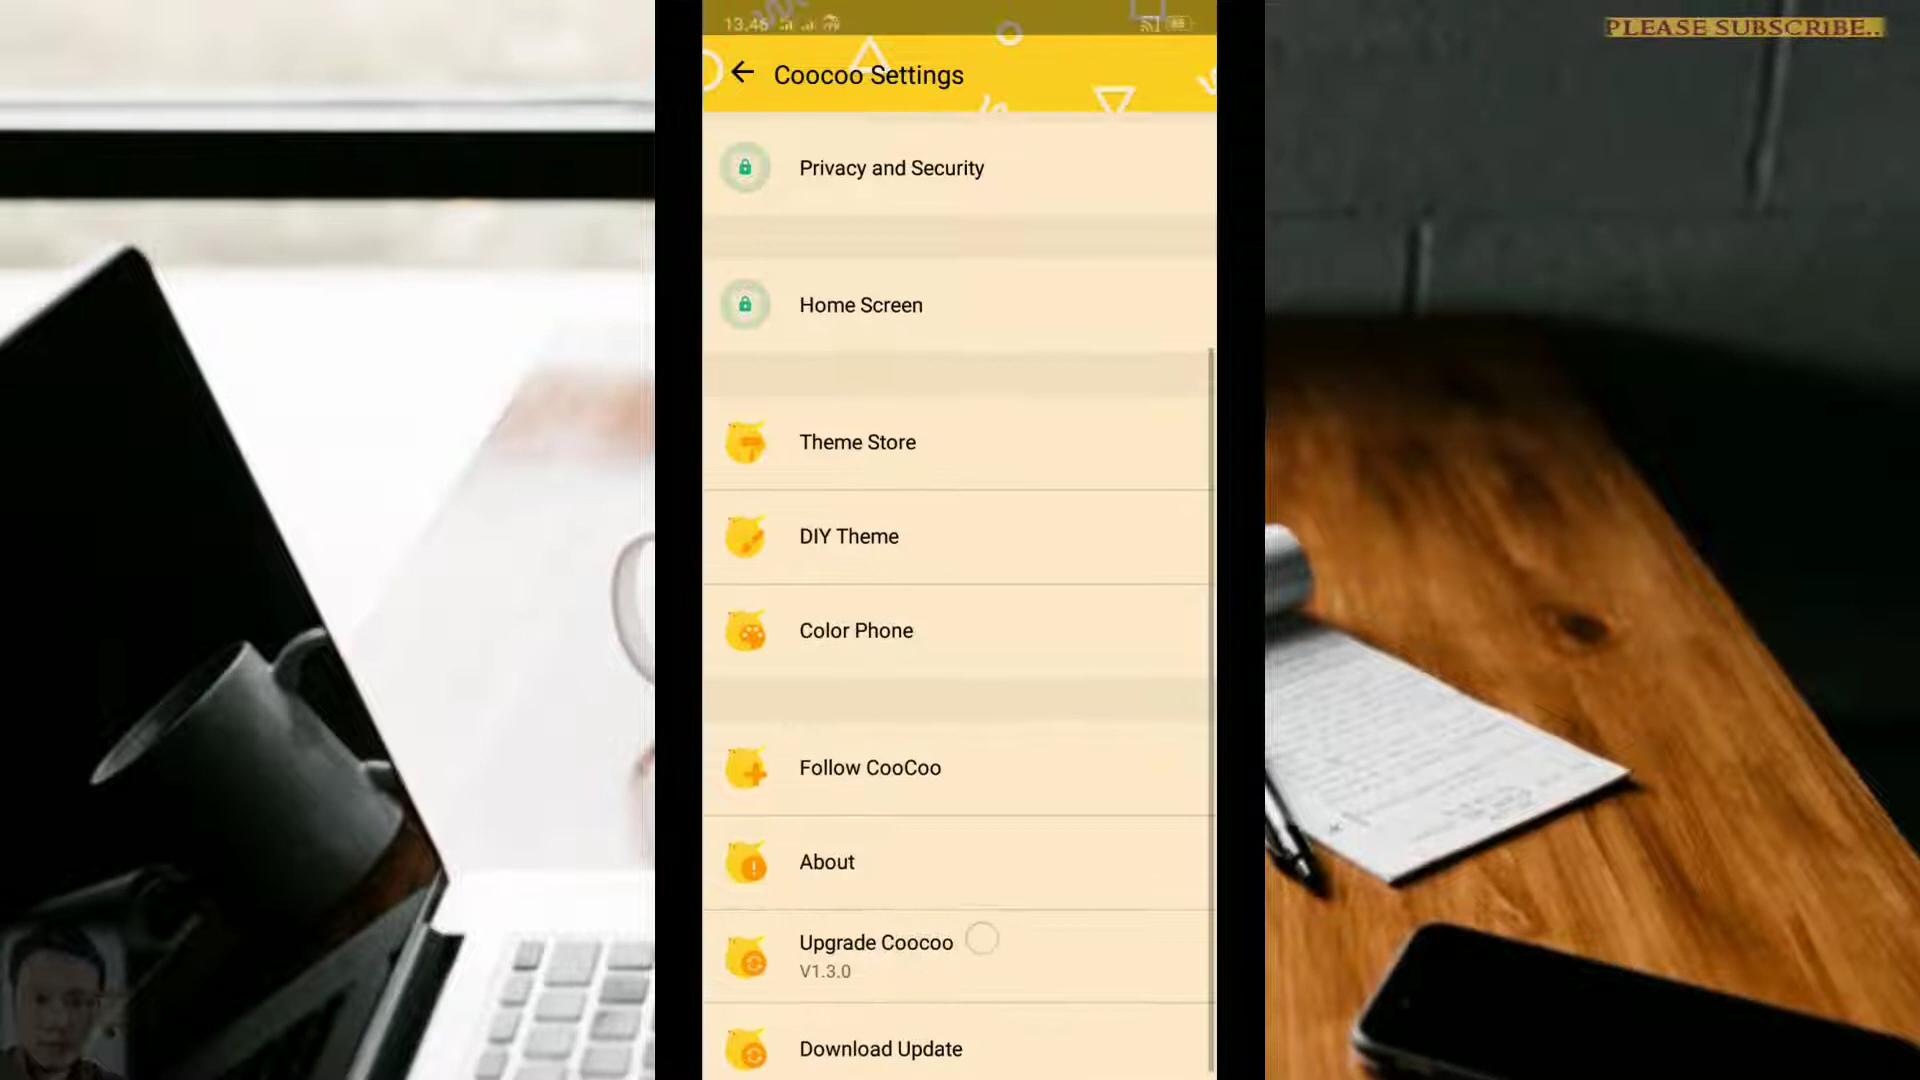 13.46
PLEASE SUBSCRIBE..
Coocoo Settings
Privacy and Security
Home Screen
Theme Store
DIY Theme
Color Phone
Follow CooCoo
About
Upgrade Coocoo
V1.3.0
Download Update